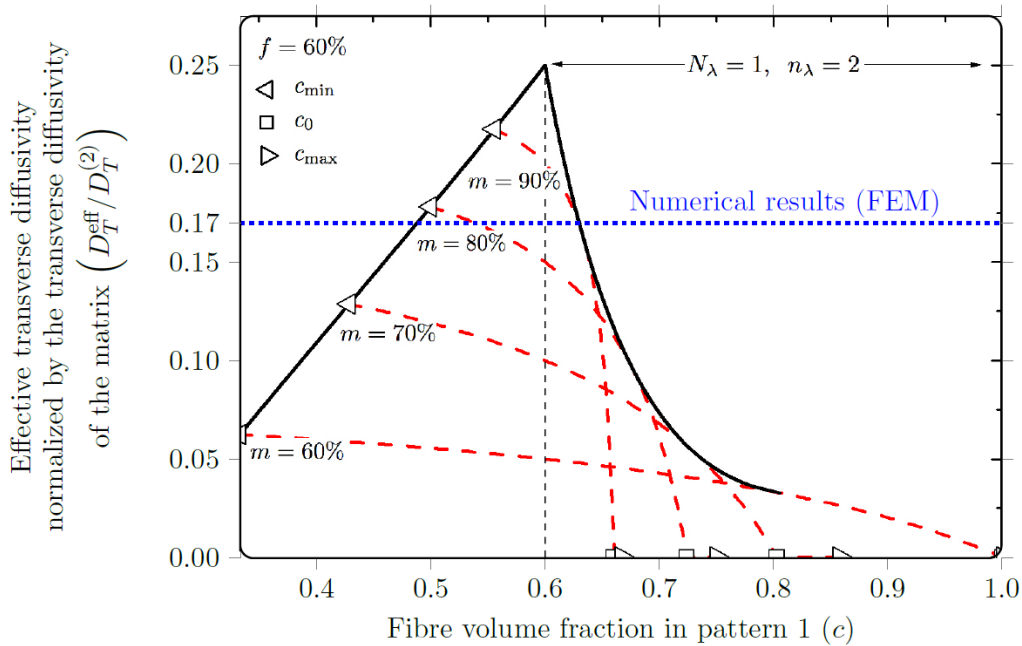 Effective transverse diffusivity
normalized by the transverse diffusivity
of the matrix (D_T^eff/D_T^(2))
0.25
0.20
0.17
0.15
0.10
0.05
0.00
f = 60%
c_min
c_0
c_max
N_λ = 1, n_λ = 2
m = 90%
Numerical results (FEM)
m = 80%
m = 70%
m = 60%
0.4 0.5 0.6 0.7 0.8 0.9 1.0
Fibre volume fraction in pattern 1 (c)